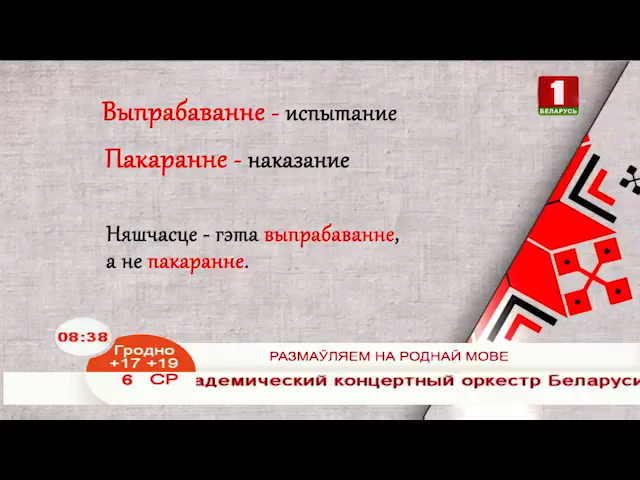 1
БЕЛАРУСЬ
Выпрабаванне - испытание
Пакаранне - наказание
Няшчасце - гэта выпрабаванне,
а не пакаранне.
08:38
Гродно
+17 +19
6 СР
РАЗМАЎЛЯЕМ НА РОДНАЙ МОВЕ
адемический концертный оркестр Беларуси